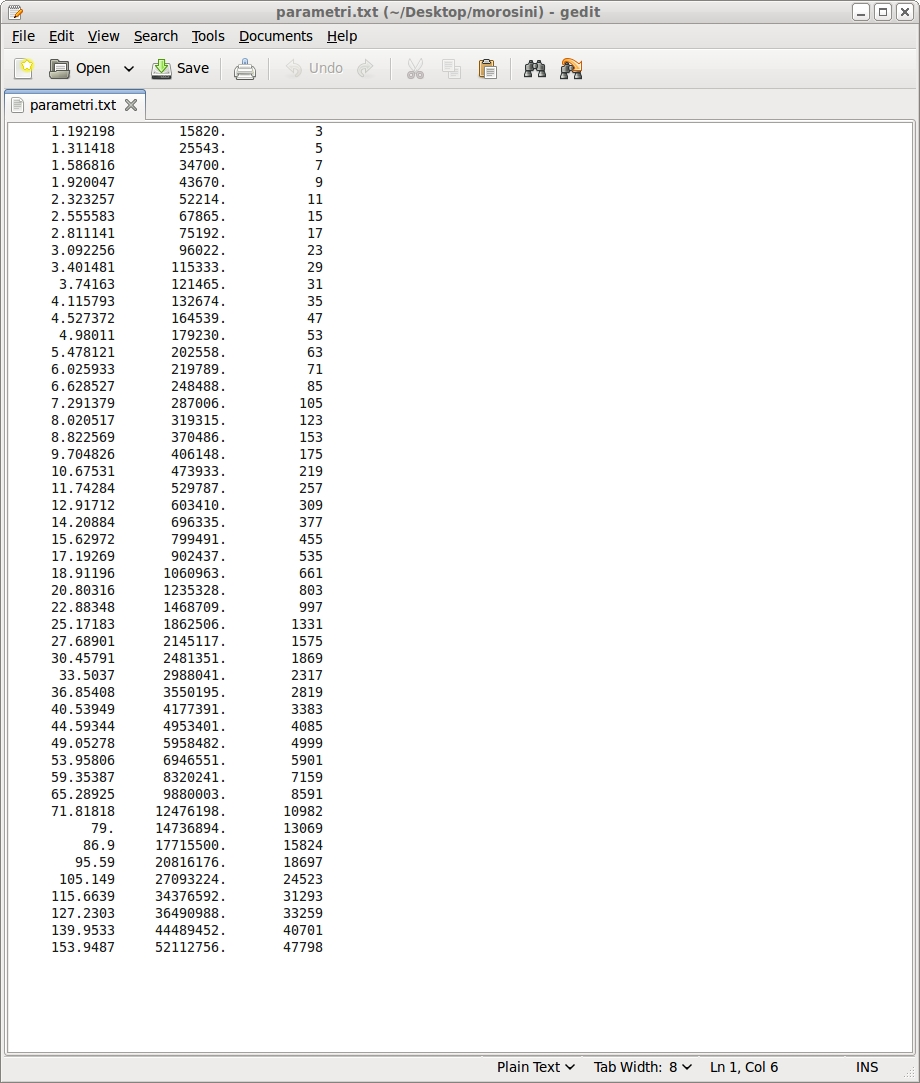 parametri.txt (~/Desktop/morosini) - gedit
File Edit View Search Tools Documents Help
Open Save Undo
parametri.txt
1.192198 15820. 3
1.311418 25543. 5
1.586816 34700. 7
1.920047 43670. 9
2.323257 52214. 11
2.555583 67865. 15
2.811141 75192. 17
3.092256 96022. 23
3.401481 115333. 29
3.74163 121465. 31
4.115793 132674. 35
4.527372 164539. 47
4.98011 179230. 53
5.478121 202558. 63
6.025933 219789. 71
6.628527 248488. 85
7.291379 287006. 105
8.020517 319315. 123
8.822569 370486. 153
9.704826 406148. 175
10.67531 473933. 219
11.74284 529787. 257
12.91712 603410. 309
14.20884 696335. 377
15.62972 799491. 455
17.19269 902437. 535
18.91196 1060963. 661
20.80316 1235328. 803
22.88348 1468709. 997
25.17183 1862506. 1331
27.68901 2145117. 1575
30.45791 2481351. 1869
33.5037 2988041. 2317
36.85408 3550195. 2819
40.53949 4177391. 3383
44.59344 4953401. 4085
49.05278 5958482. 4999
53.95806 6946551. 5901
59.35387 8320241. 7159
65.28925 9880003. 8591
71.81818 12476198. 10982
79. 14736894. 13069
86.9 17715500. 15824
95.59 20816176. 18697
105.149 27093224. 24523
115.6639 34376592. 31293
127.2303 36490988. 33259
139.9533 44489452. 40701
153.9487 52112756. 47798
Plain Text Tab Width: 8 Ln 1, Col 6 INS